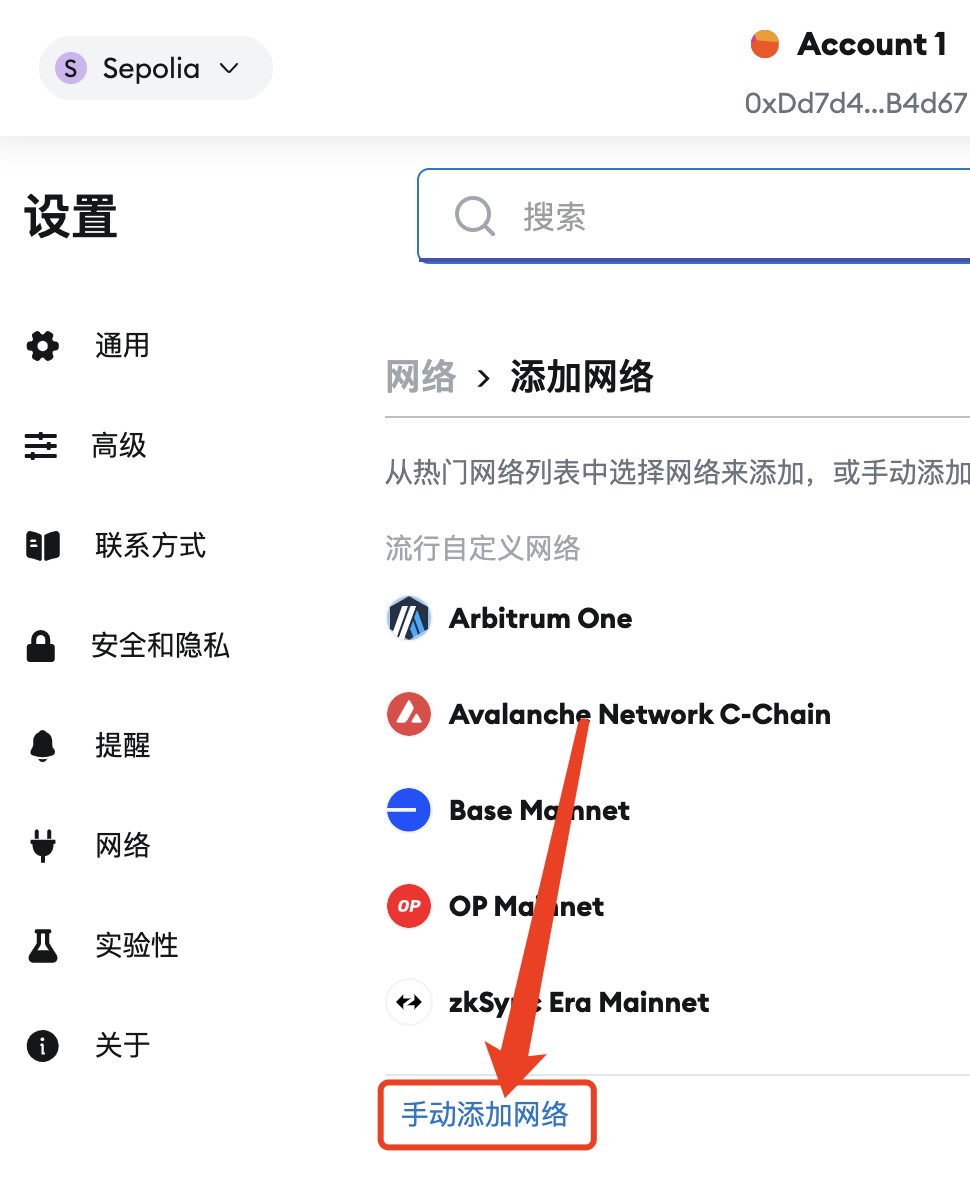 S Sepolia
Account 1
0xDd7d4...B4d67
设置
搜索
通用
高级
联系方式
安全和隐私
提醒
网络
实验性
关于
网络 › 添加网络
从热门网络列表中选择网络来添加，或手动添加
流行自定义网络
Arbitrum One
Avalanche Network C-Chain
Base Mainnet
OP OP Mainnet
zkSync Era Mainnet
手动添加网络